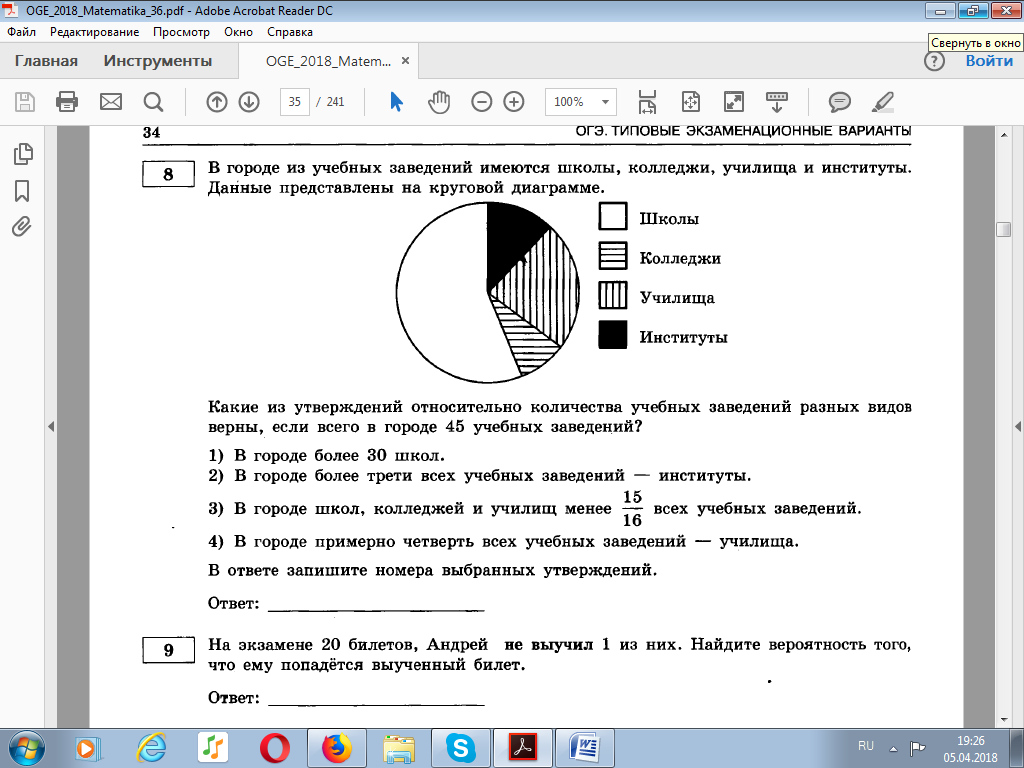 OGE_2018_Matematika_36.pdf - Adobe Acrobat Reader DC
Файл Редактирование Просмотр Окно Справка
Свернуть в окно
Главная Инструменты OGE_2018_Matem... × ? Войти
35 / 241 100%
34 ОГЭ. ТИПОВЫЕ ЭКЗАМЕНАЦИОННЫЕ ВАРИАНТЫ
8 В городе из учебных заведений имеются школы, колледжи, училища и институты.
Данные представлены на круговой диаграмме.
Школы
Колледжи
Училища
Институты
Какие из утверждений относительно количества учебных заведений разных видов
верны, если всего в городе 45 учебных заведений?
1) В городе более 30 школ.
2) В городе более трети всех учебных заведений — институты.
3) В городе школ, колледжей и училищ менее 15/16 всех учебных заведений.
4) В городе примерно четверть всех учебных заведений — училища.
В ответе запишите номера выбранных утверждений.
Ответ:
9 На экзамене 20 билетов, Андрей не выучил 1 из них. Найдите вероятность того,
что ему попадётся выученный билет.
Ответ:
RU 19:26
05.04.2018